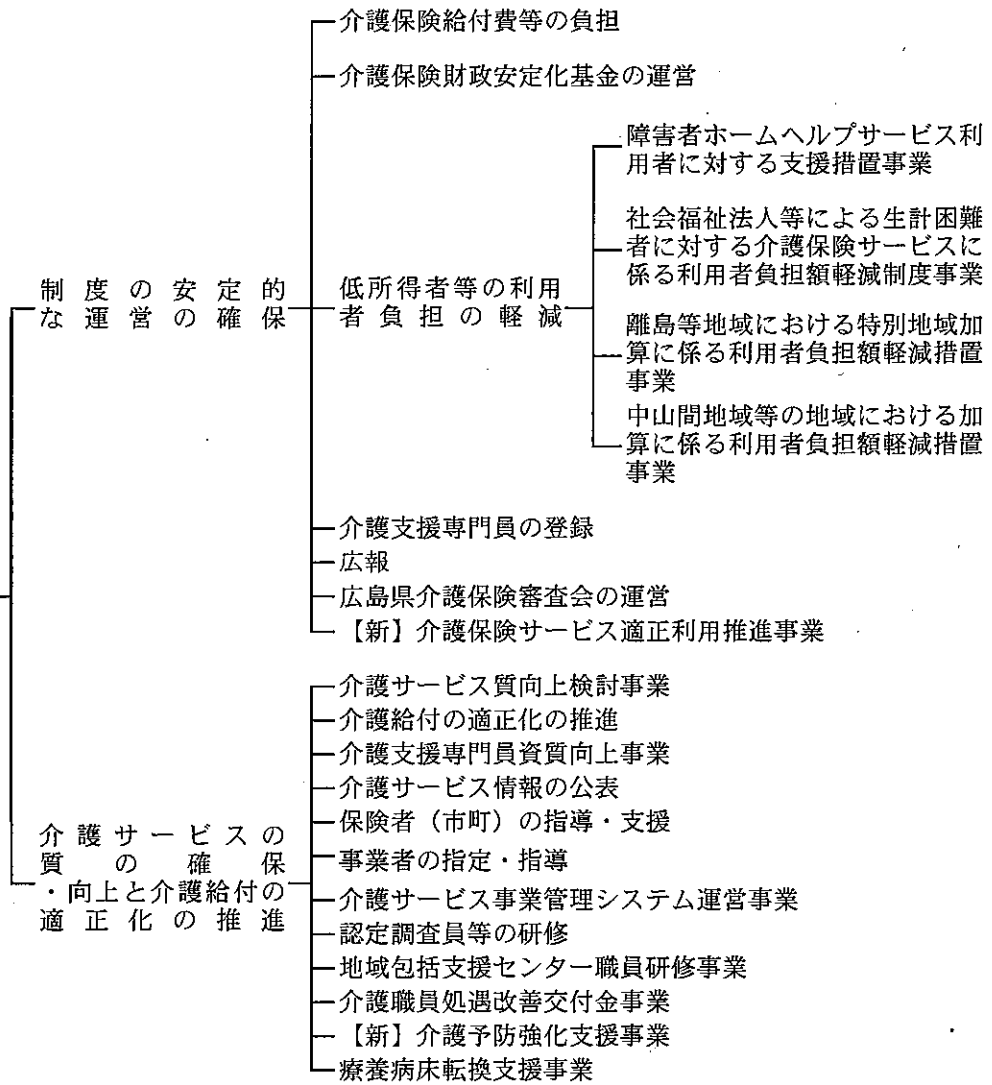 介護保険給付費等の負担
介護保険財政安定化基金の運営
障害者ホームヘルプサービス利
用者に対する支援措置事業
社会福祉法人等による生計困難
者に対する介護保険サービスに
係る利用者負担額軽減制度事業
制度の安定的
な運営の確保
低所得者等の利用
者負担の軽減
離島等地域における特別地域加
算に係る利用者負担額軽減措置
事業
中山間地域等の地域における加
算に係る利用者負担額軽減措置
事業
介護支援専門員の登録
広報
広島県介護保険審査会の運営
【新】介護保険サービス適正利用推進事業
介護サービス質向上検討事業
介護給付の適正化の推進
介護支援専門員資質向上事業
介護サービス情報の公表
保険者（市町）の指導・支援
介護サービスの
質の確保
・向上と介護給付の
適正化の推進
事業者の指定・指導
介護サービス事業管理システム運営事業
認定調査員等の研修
地域包括支援センター職員研修事業
介護職員処遇改善交付金事業
【新】介護予防強化支援事業
療養病床転換支援事業